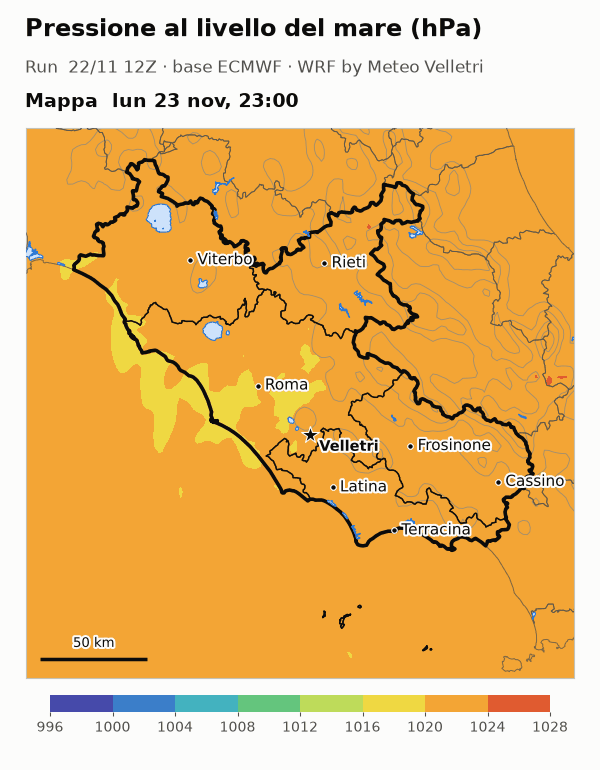 Pressione al livello del mare (hPa)
Run  22/11 12Z · base ECMWF · WRF by Meteo Velletri
Mappa  lun 23 nov, 23:00
Viterbo
Rieti
Roma
Velletri
Frosinone
Cassino
Latina
Terracina
50 km
996 1000 1004 1008 1012 1016 1020 1024 1028